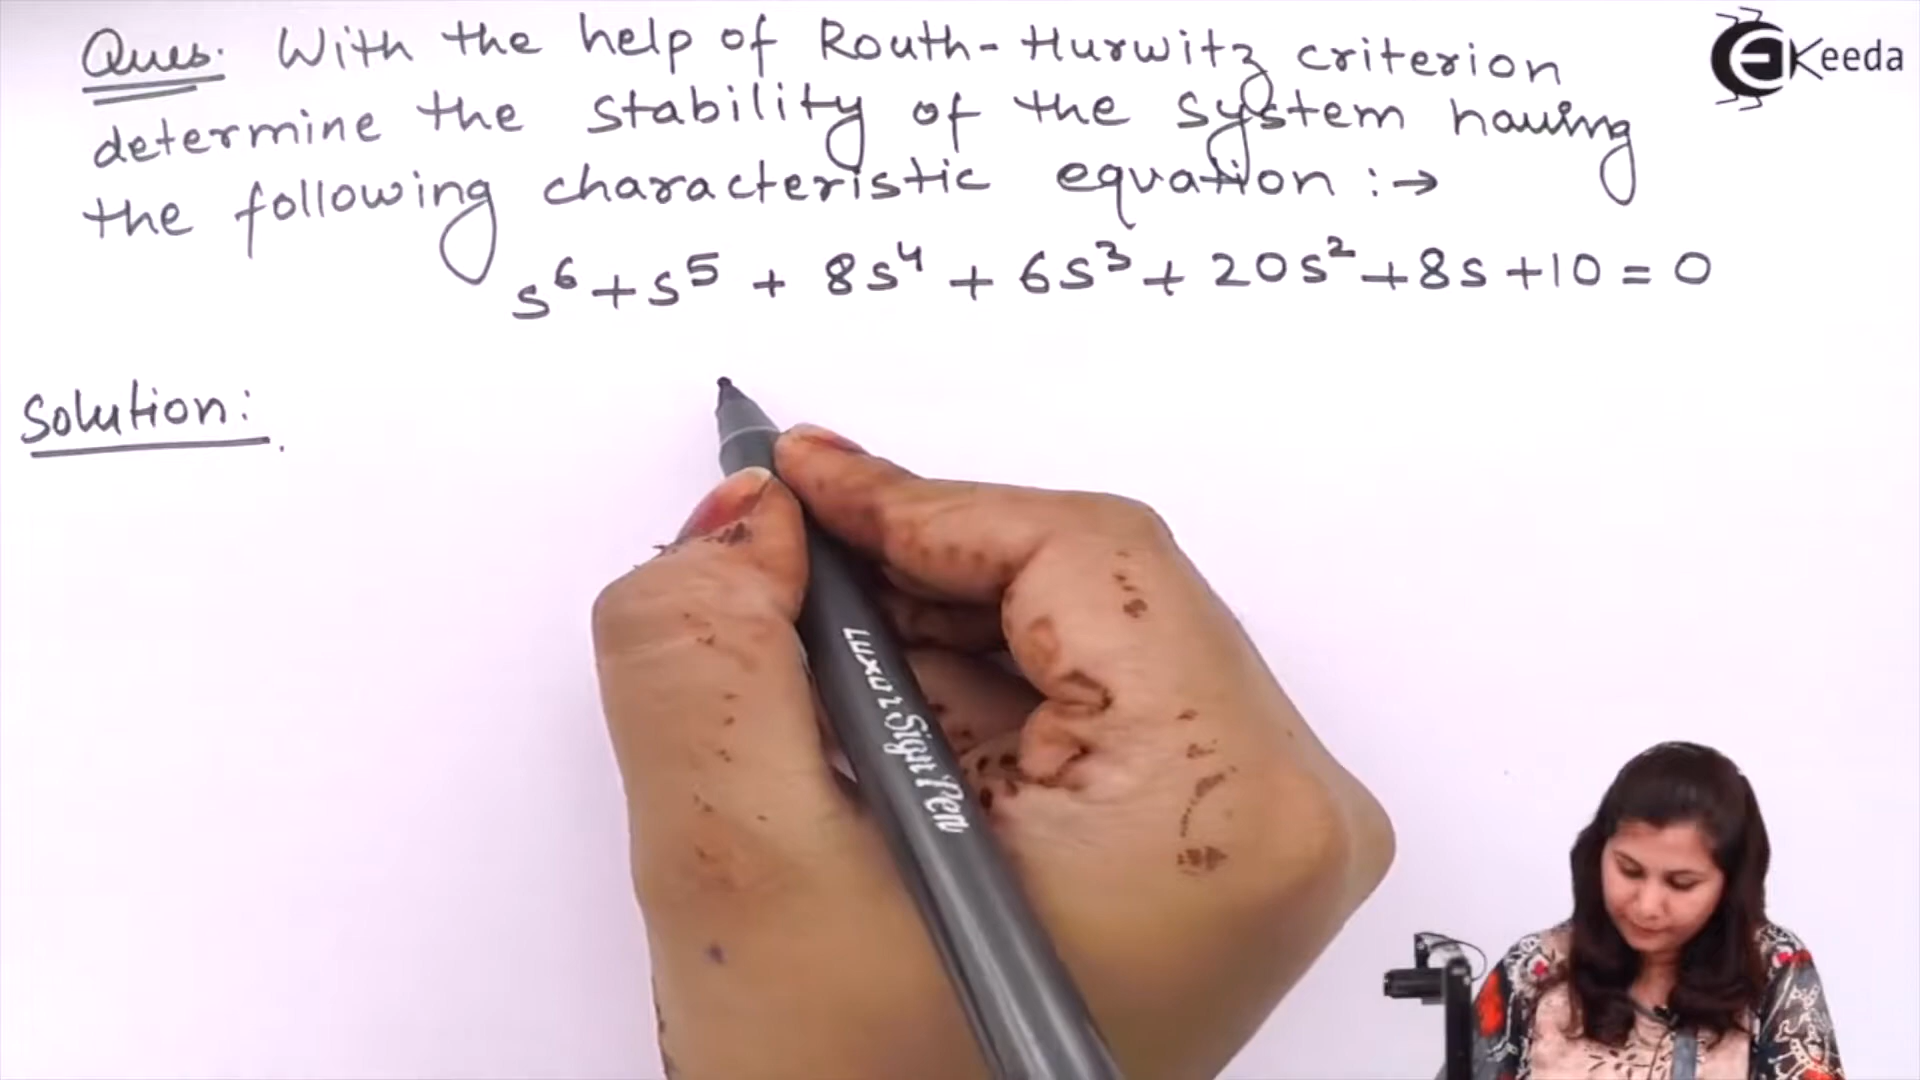 Ques. With the help of Routh-Hurwitz criterion
determine the stability of the system having
the following characteristic equation :→
s⁶ + s⁵ + 8s⁴ + 6s³ + 20s² + 8s + 10 = 0
Solution:
Luxor Sign Pen
EKeeda